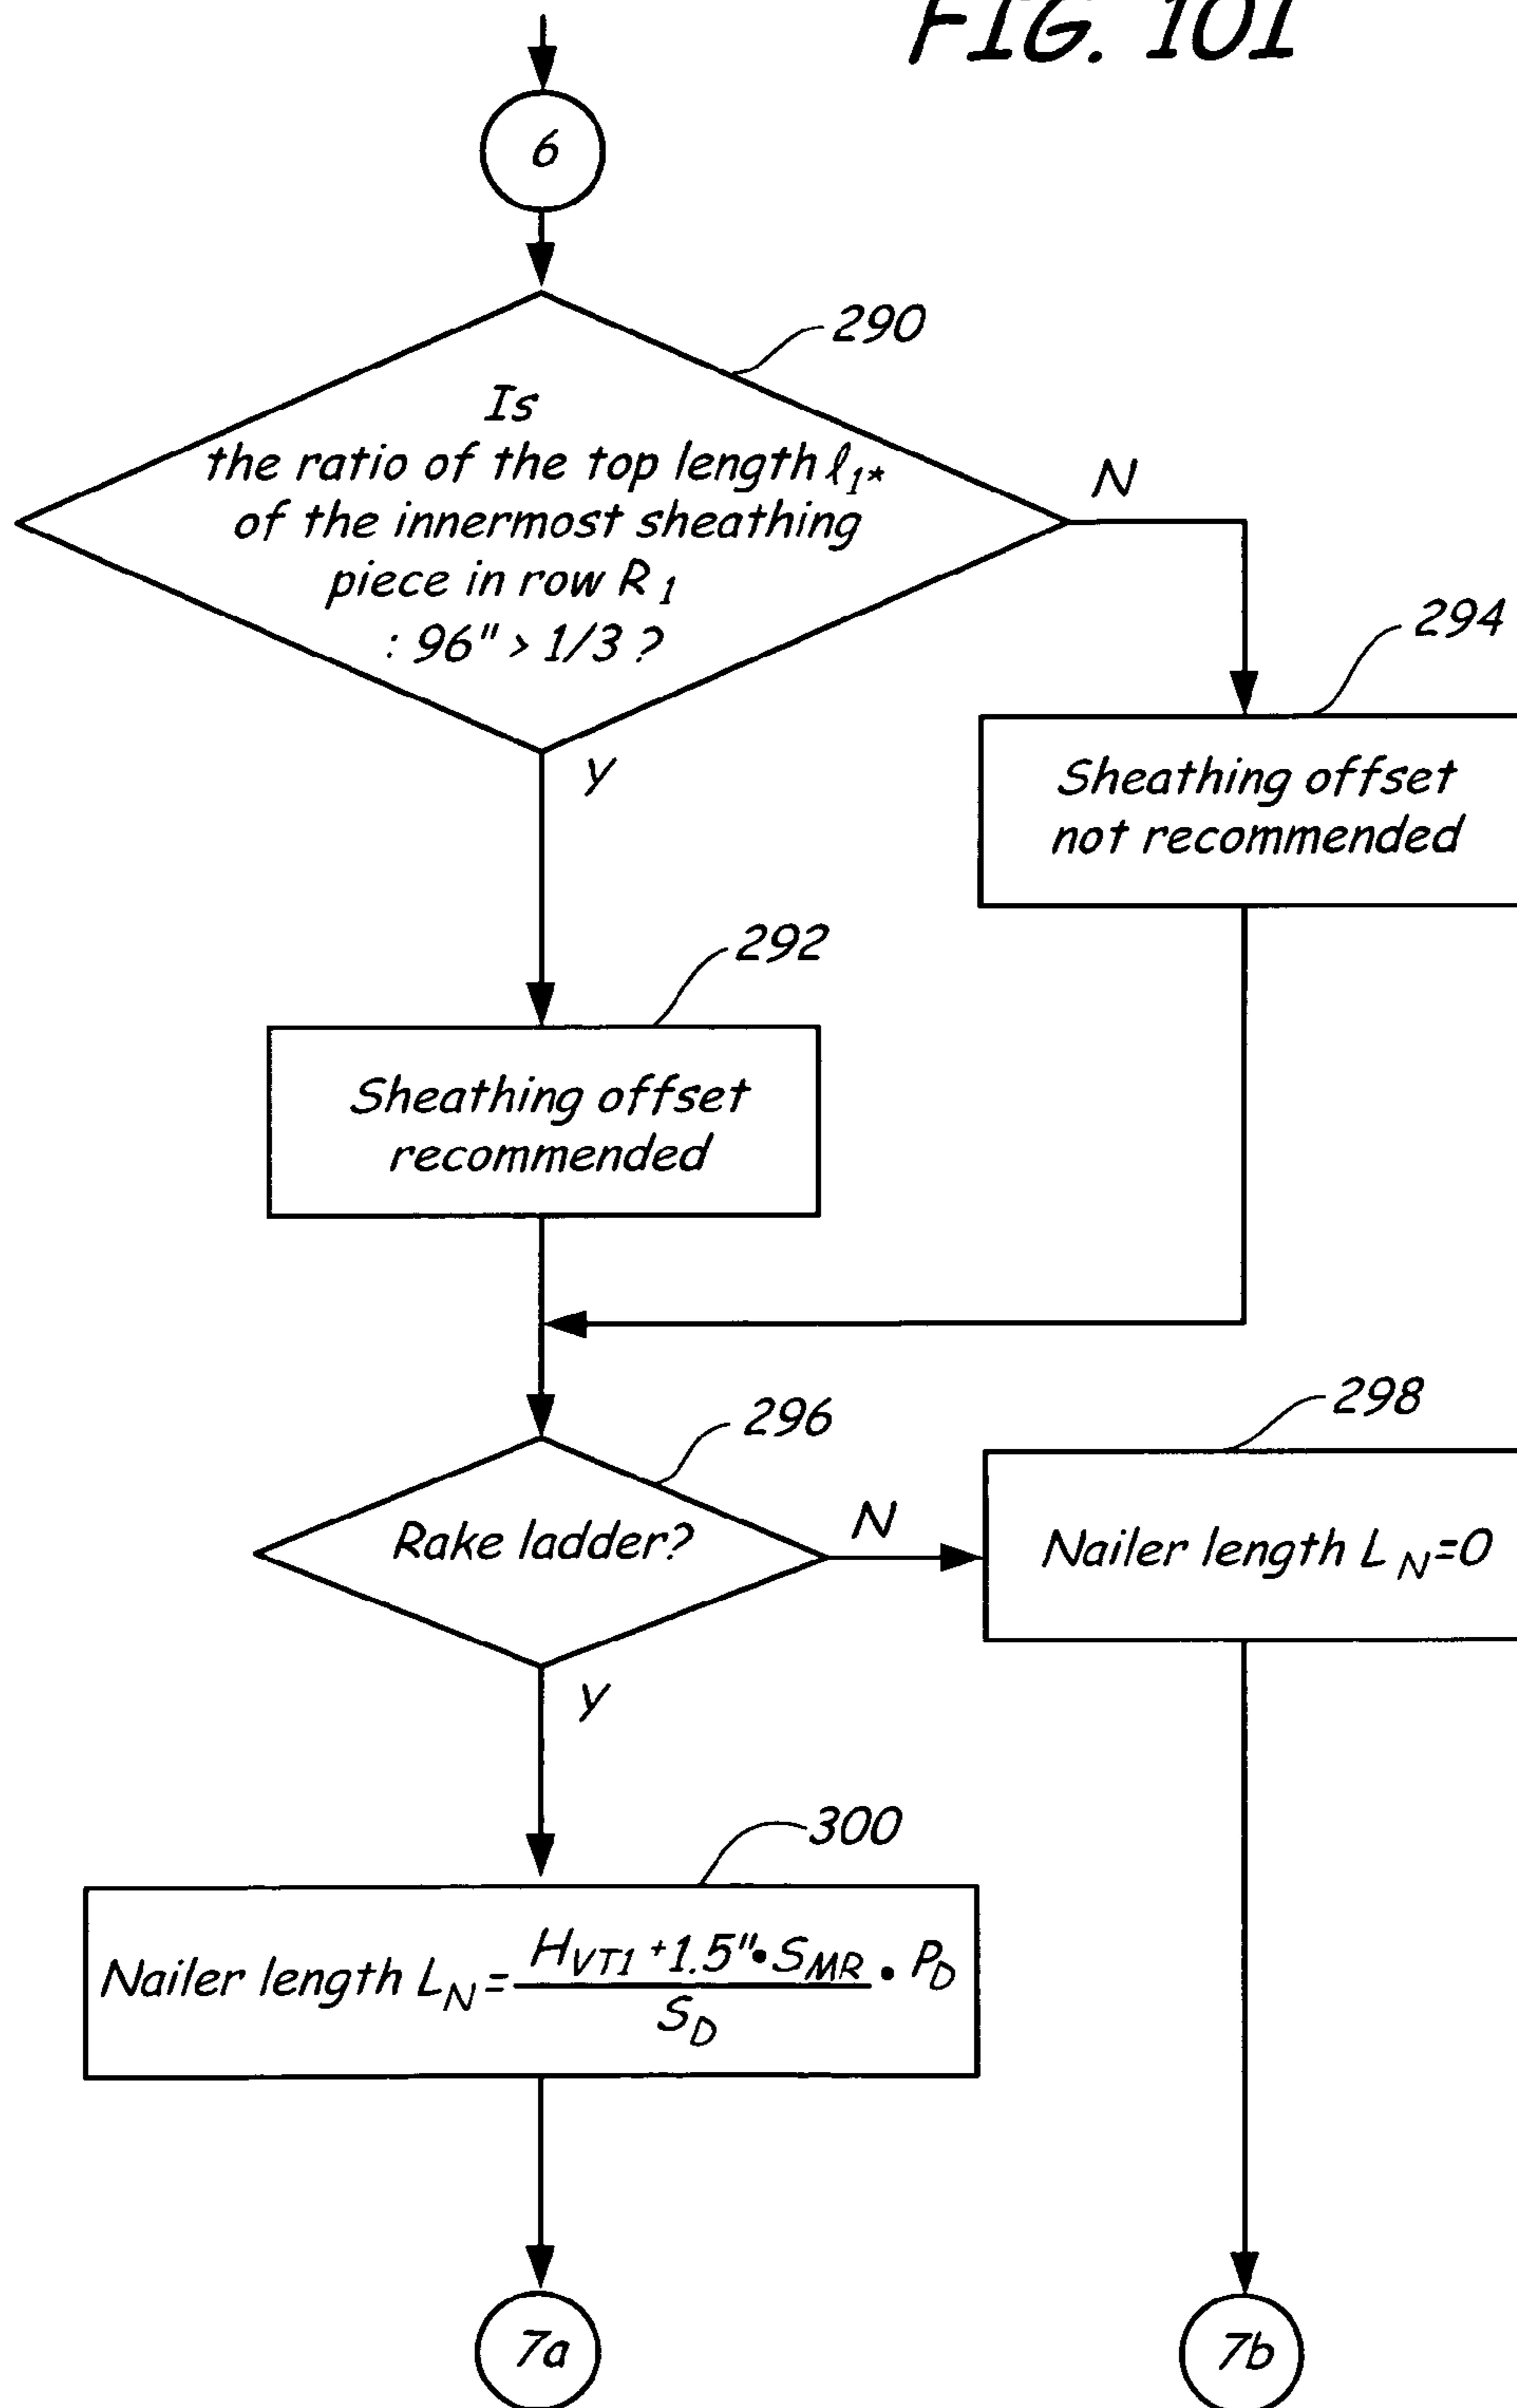 FIG. 10I
6
290
Is
the ratio of the top length ℓ1*
of the innermost sheathing
piece in row R1
: 96" > 1/3 ?
N
Y
294
Sheathing offset
not recommended
292
Sheathing offset
recommended
296
Rake ladder?
N
Y
298
Nailer length LN=0
300
Nailer length LN = HVT1 +1.5"•SMR / SD • PD
7a
7b